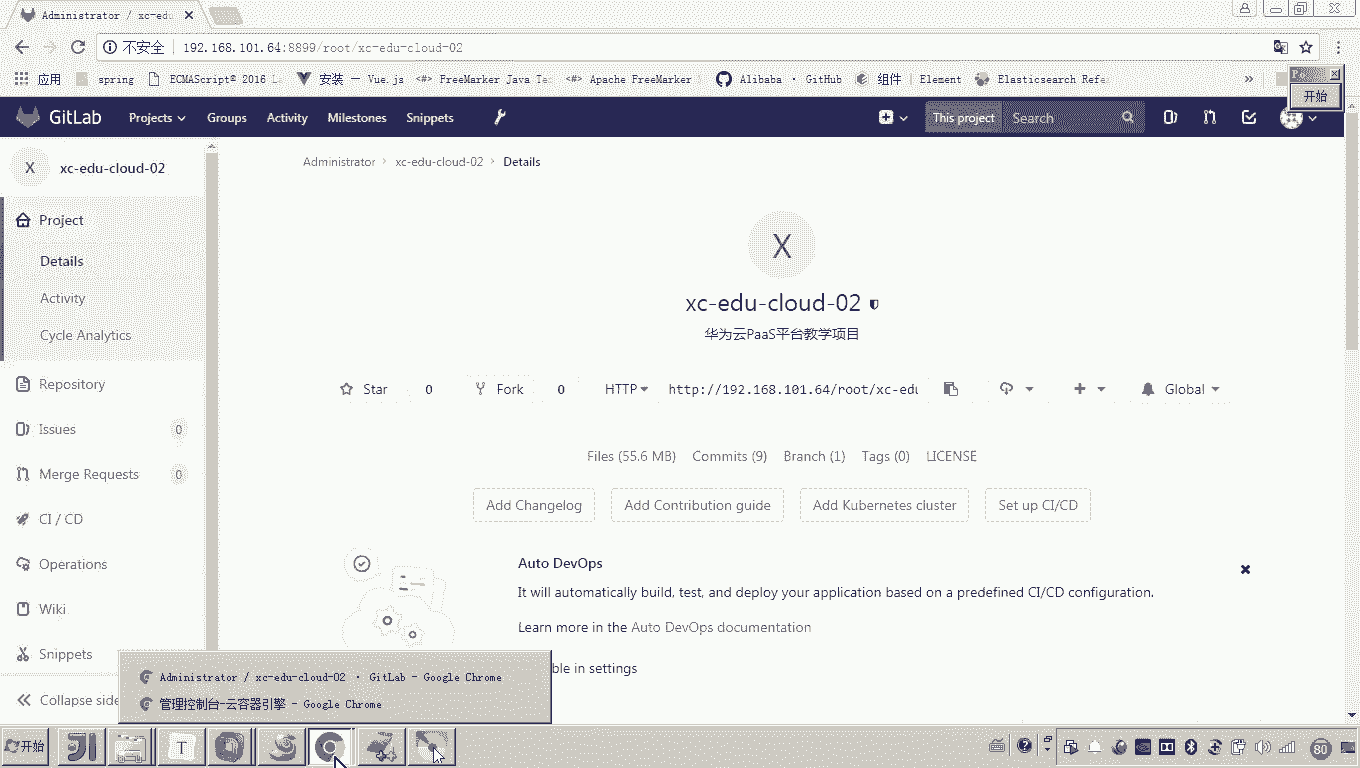 Administrator / xc-edu
不安全 192.168.101.64:8899/root/xc-edu-cloud-02
应用 spring ECMAScript® 2016 La 安装 — Vue.js FreeMarker Java Te Apache FreeMarker Alibaba · GitHub 组件 | Element Elasticsearch Refe »
开始
GitLab Projects Groups Activity Milestones Snippets This project Search
X xc-edu-cloud-02
Administrator > xc-edu-cloud-02 > Details
Project
Details
Activity
Cycle Analytics
Repository
Issues 0
Merge Requests 0
CI / CD
Operations
Wiki
Snippets
Collapse side
X
xc-edu-cloud-02
华为云PaaS平台教学项目
Star 0 Fork 0 HTTP http://192.168.101.64/root/xc-edu Global
Files (55.6 MB) Commits (9) Branch (1) Tags (0) LICENSE
Add Changelog Add Contribution guide Add Kubernetes cluster Set up CI/CD
Auto DevOps
It will automatically build, test, and deploy your application based on a predefined CI/CD configuration.
Learn more in the Auto DevOps documentation
ble in settings
Administrator / xc-edu-cloud-02 · GitLab - Google Chrome
管理控制台-云容器引擎 - Google Chrome
开始 T 80